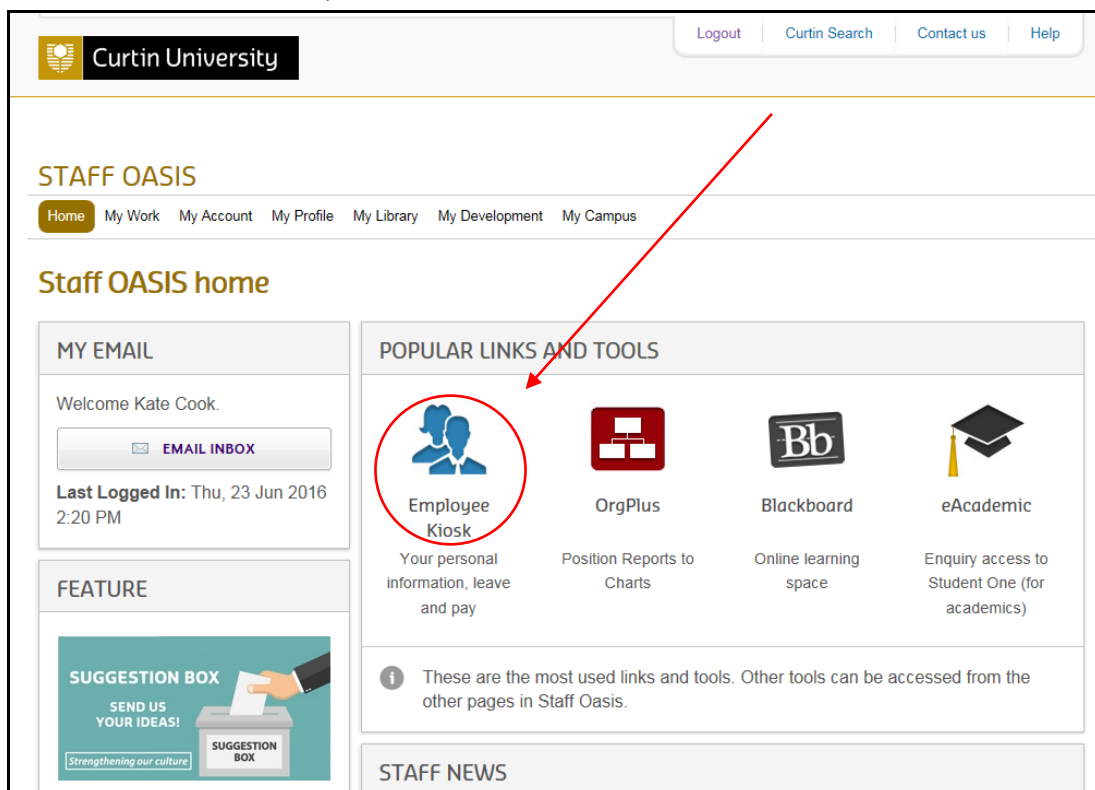 Logout Curtin Search Contact us Help
Curtin University
STAFF OASIS
Home My Work My Account My Profile My Library My Development My Campus
Staff OASIS home
MY EMAIL
Welcome Kate Cook.
EMAIL INBOX
Last Logged In: Thu, 23 Jun 2016
2:20 PM
FEATURE
SUGGESTION BOX
SEND US
YOUR IDEAS!
Strengthening our culture
SUGGESTION
BOX
POPULAR LINKS AND TOOLS
Employee
Kiosk
Your personal
information, leave
and pay
OrgPlus
Position Reports to
Charts
Bb
Blackboard
Online learning
space
eAcademic
Enquiry access to
Student One (for
academics)
These are the most used links and tools. Other tools can be accessed from the
other pages in Staff Oasis.
STAFF NEWS